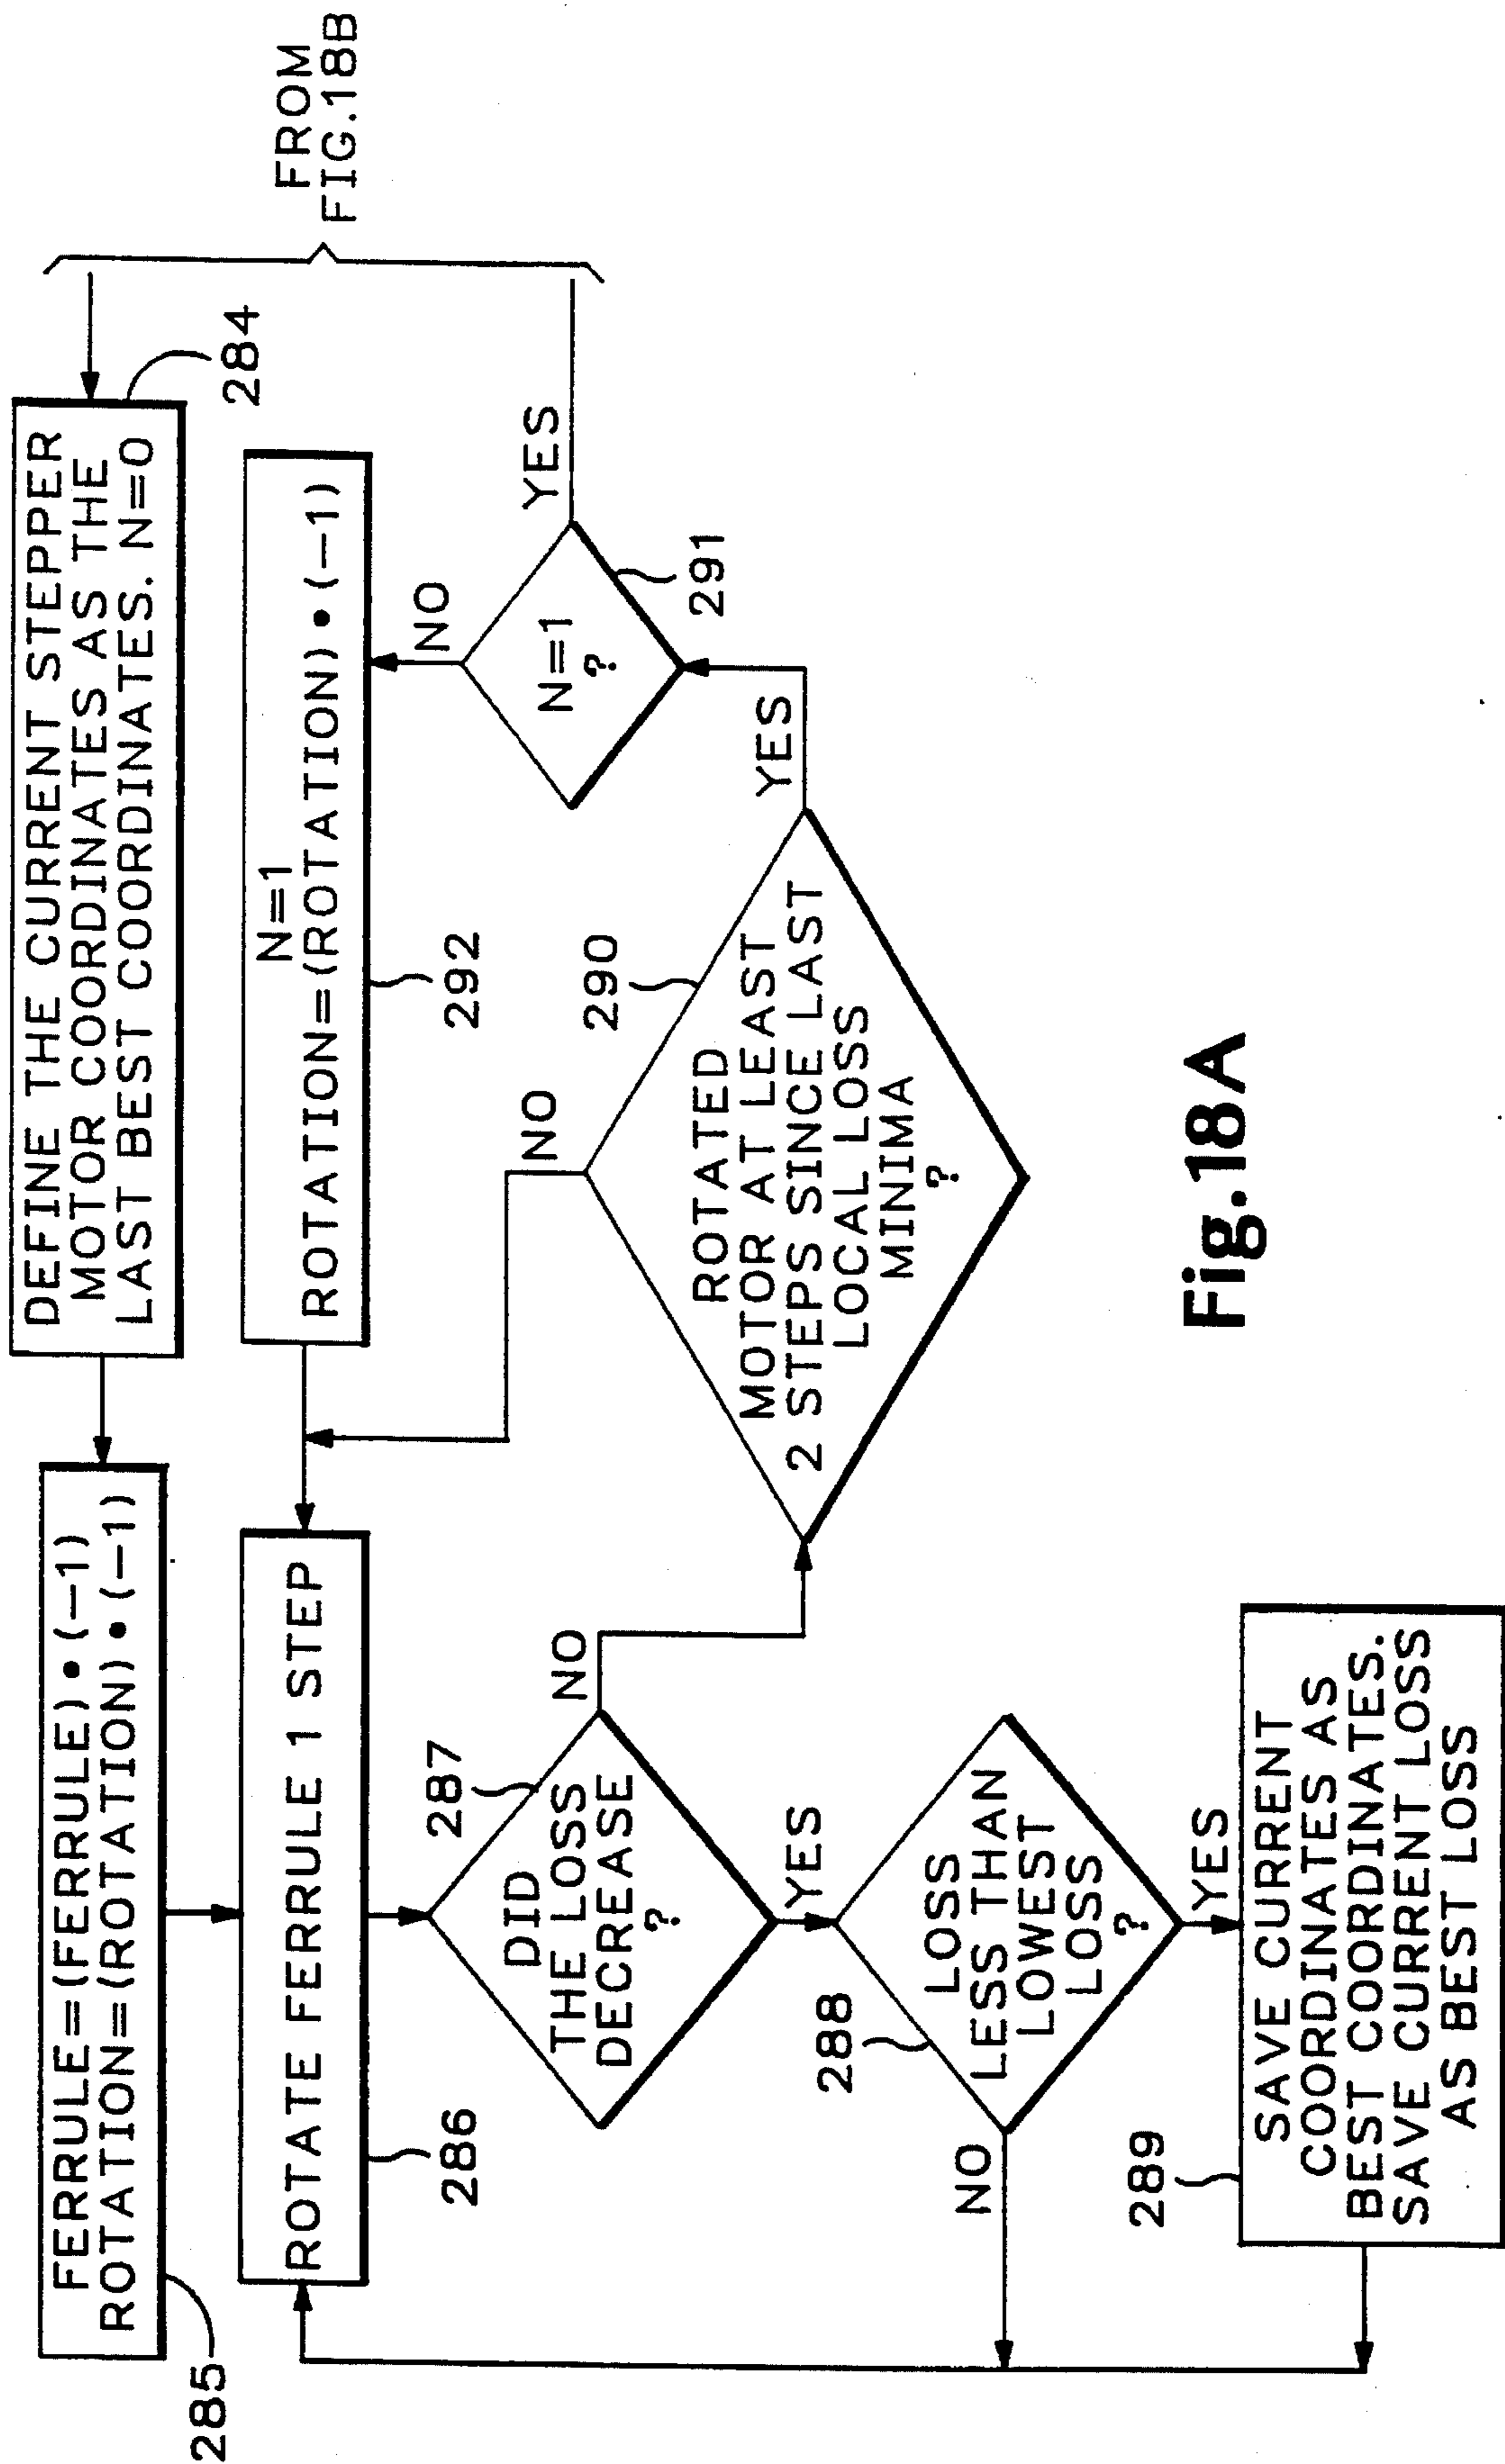 FERRULE=(FERRULE)•(−1)
ROTATION=(ROTATION)•(−1)
285
DEFINE THE CURRENT STEPPER
MOTOR COORDINATES AS THE
LAST BEST COORDINATES. N=0
284
FROM
FIG.18B
ROTATE FERRULE 1 STEP
286
N=1
ROTATION=(ROTATION)•(−1)
292
DID
THE LOSS
DECREASE
?
287
NO
YES
ROTATED
MOTOR AT LEAST
2 STEPS SINCE LAST
LOCAL LOSS
MINIMA
?
290
NO
YES
N=1
?
291
NO
YES
LOSS
LESS THAN
LOWEST
LOSS
?
288
NO
YES
SAVE CURRENT
COORDINATES AS
BEST COORDINATES.
SAVE CURRENT LOSS
AS BEST LOSS
289
Fig.18A